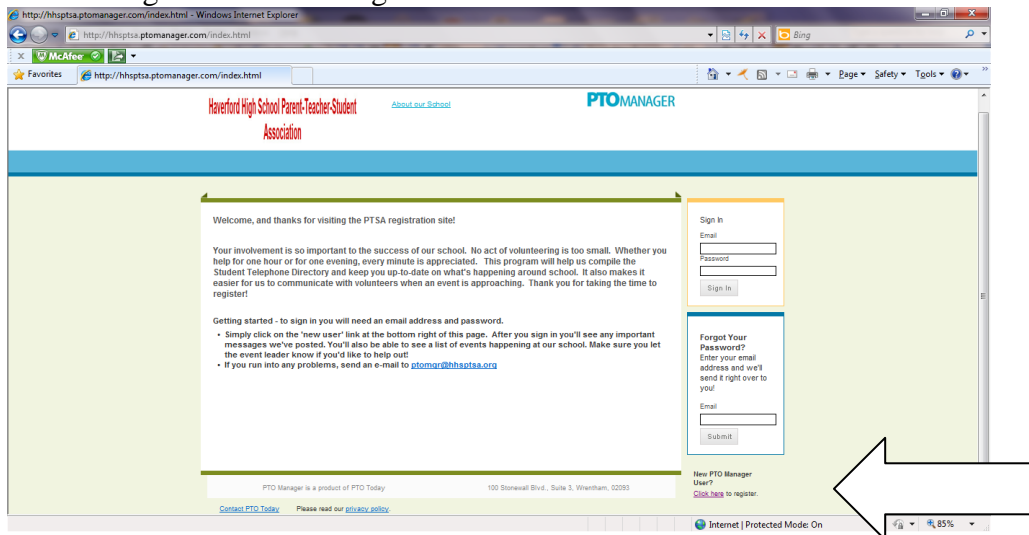 http://hhsptsa.ptomanager.com/index.html - Windows Internet Explorer
http://hhsptsa.ptomanager.com/index.html
Bing
x McAfee
Favorites
http://hhsptsa.ptomanager.com/index.html
Page Safety Tools
Haverford High School Parent-Teacher-Student
Association
About our School
PTOMANAGER
Welcome, and thanks for visiting the PTSA registration site!
Your involvement is so important to the success of our school. No act of volunteering is too small. Whether you
help for one hour or for one evening, every minute is appreciated. This program will help us compile the
Student Telephone Directory and keep you up-to-date on what's happening around school. It also makes it
easier for us to communicate with volunteers when an event is approaching. Thank you for taking the time to
register!
Getting started - to sign in you will need an email address and password.
• Simply click on the 'new user' link at the bottom right of this page. After you sign in you'll see any important
messages we've posted. You'll also be able to see a list of events happening at our school. Make sure you let
the event leader know if you'd like to help out!
• If you run into any problems, send an e-mail to ptomgr@hhsptsa.org
Sign In
Email
Password
Sign In
Forgot Your
Password?
Enter your email
address and we'll
send it right over to
you!
Email
Submit
New PTO Manager
User?
Click here to register.
PTO Manager is a product of PTO Today
100 Stonewall Blvd., Suite 3, Wrentham, 02093
Contact PTO Today Please read our privacy policy.
Internet | Protected Mode: On
85%